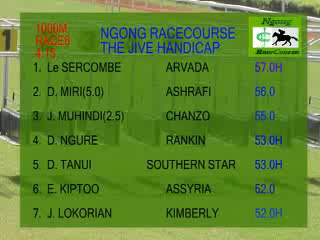 1000M
RACE8
4.15
NGONG RACECOURSE
THE JIVE HANDICAP
Ngong
RaceCourse
1. Le SERCOMBE ARVADA 57.0H
2. D. MIRI(5.0) ASHRAFI 56.0
3. J. MUHINDI(2.5) CHANZO 55.0
4 D. NGURE RANKIN 53.0H
5. D. TANUI SOUTHERN STAR 53.0H
6. E. KIPTOO ASSYRIA 52.0
7. J. LOKORIAN KIMBERLY 52.0H